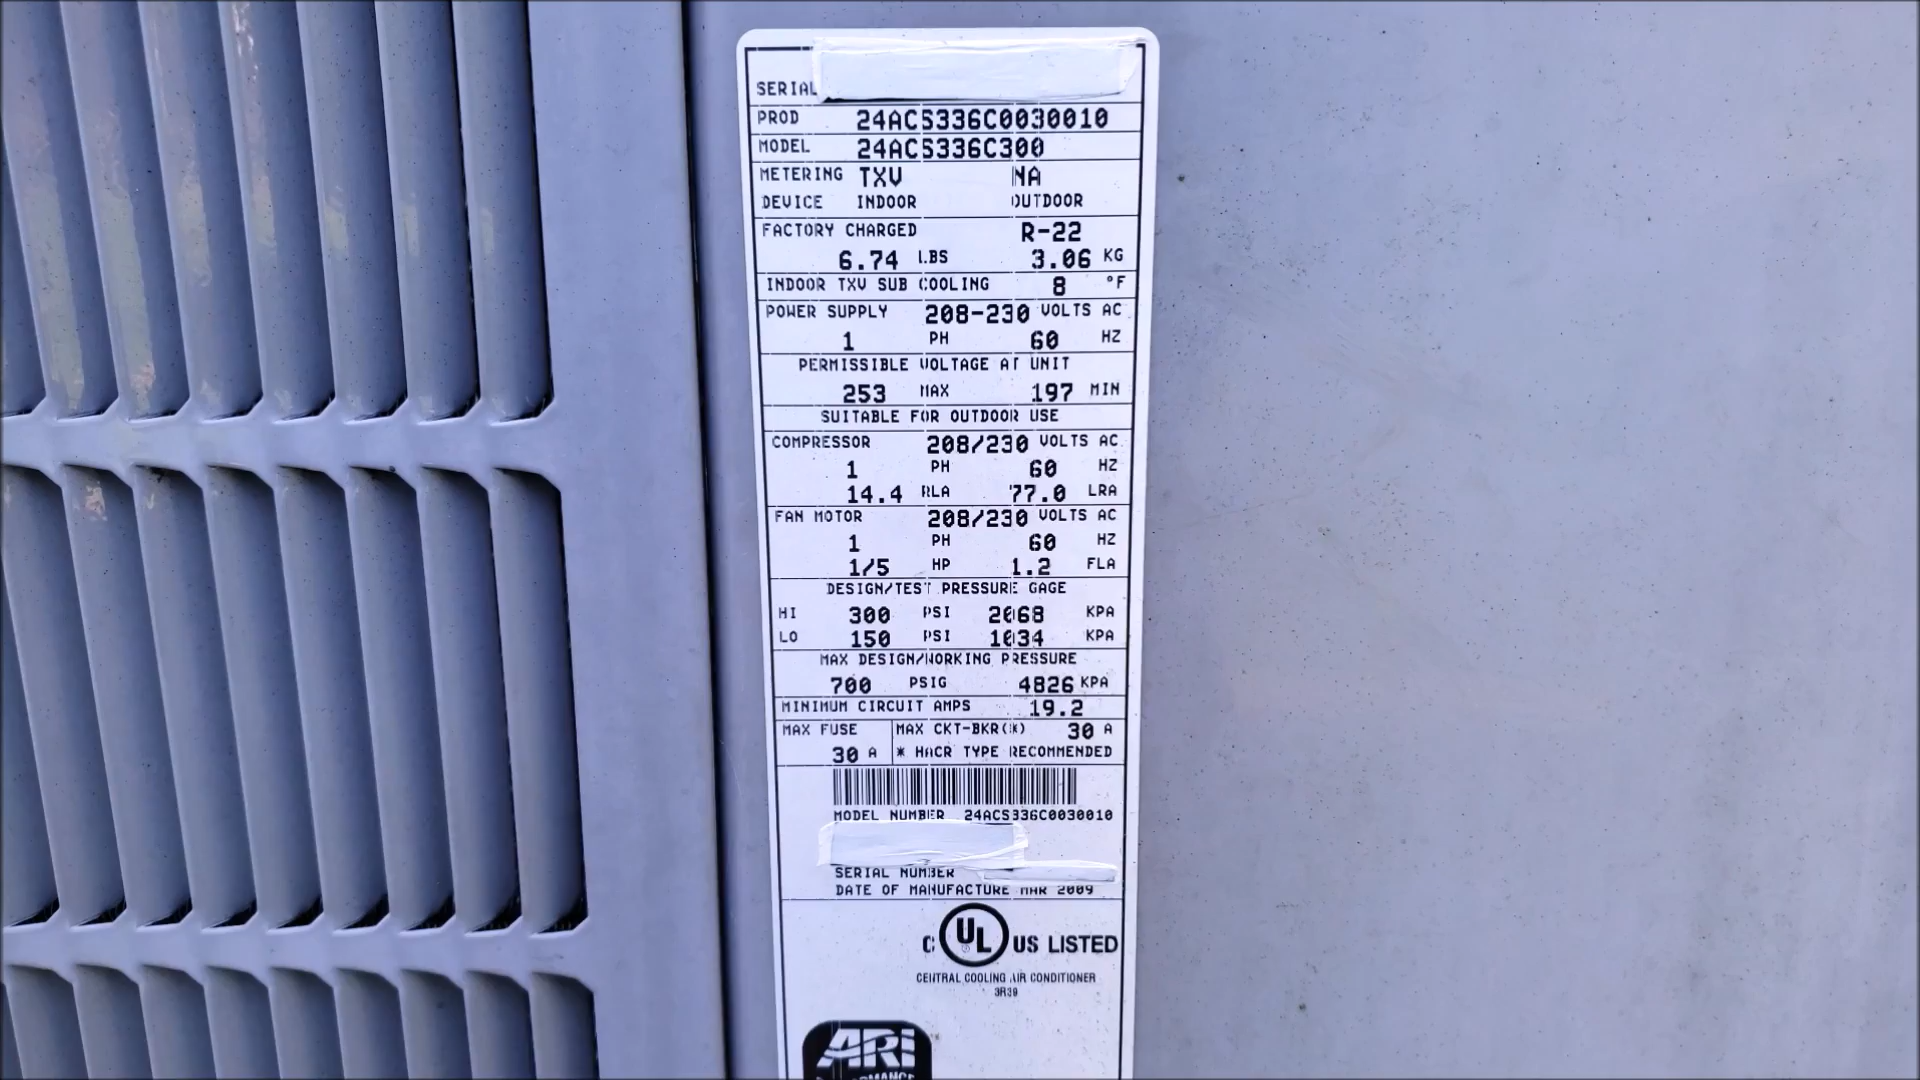 SERIAL
PROD 24ACS336C0030010
MODEL 24ACS336C300
METERING TXV NA
DEVICE INDOOR OUTDOOR
FACTORY CHARGED R-22
6.74 LBS 3.06 KG
INDOOR TXV SUB COOLING 8 °F
POWER SUPPLY 208-230 VOLTS AC
1 PH 60 HZ
PERMISSIBLE VOLTAGE AT UNIT
253 MAX 197 MIN
SUITABLE FOR OUTDOOR USE
COMPRESSOR 208/230 VOLTS AC
1 PH 60 HZ
14.4 RLA 77.0 LRA
FAN MOTOR 208/230 VOLTS AC
1 PH 60 HZ
1/5 HP 1.2 FLA
DESIGN/TEST PRESSURE GAGE
HI 300 PSI 2068 KPA
LO 150 PSI 1034 KPA
MAX DESIGN/WORKING PRESSURE
700 PSIG 4826 KPA
MINIMUM CIRCUIT AMPS 19.2
MAX FUSE MAX CKT-BKR(*) 30 A
30 A * HACR TYPE RECOMMENDED
MODEL NUMBER 24ACS336C0030010
SERIAL NUMBER
DATE OF MANUFACTURE MAR 2009
C UL US LISTED
CENTRAL COOLING AIR CONDITIONER
3R39
ARI